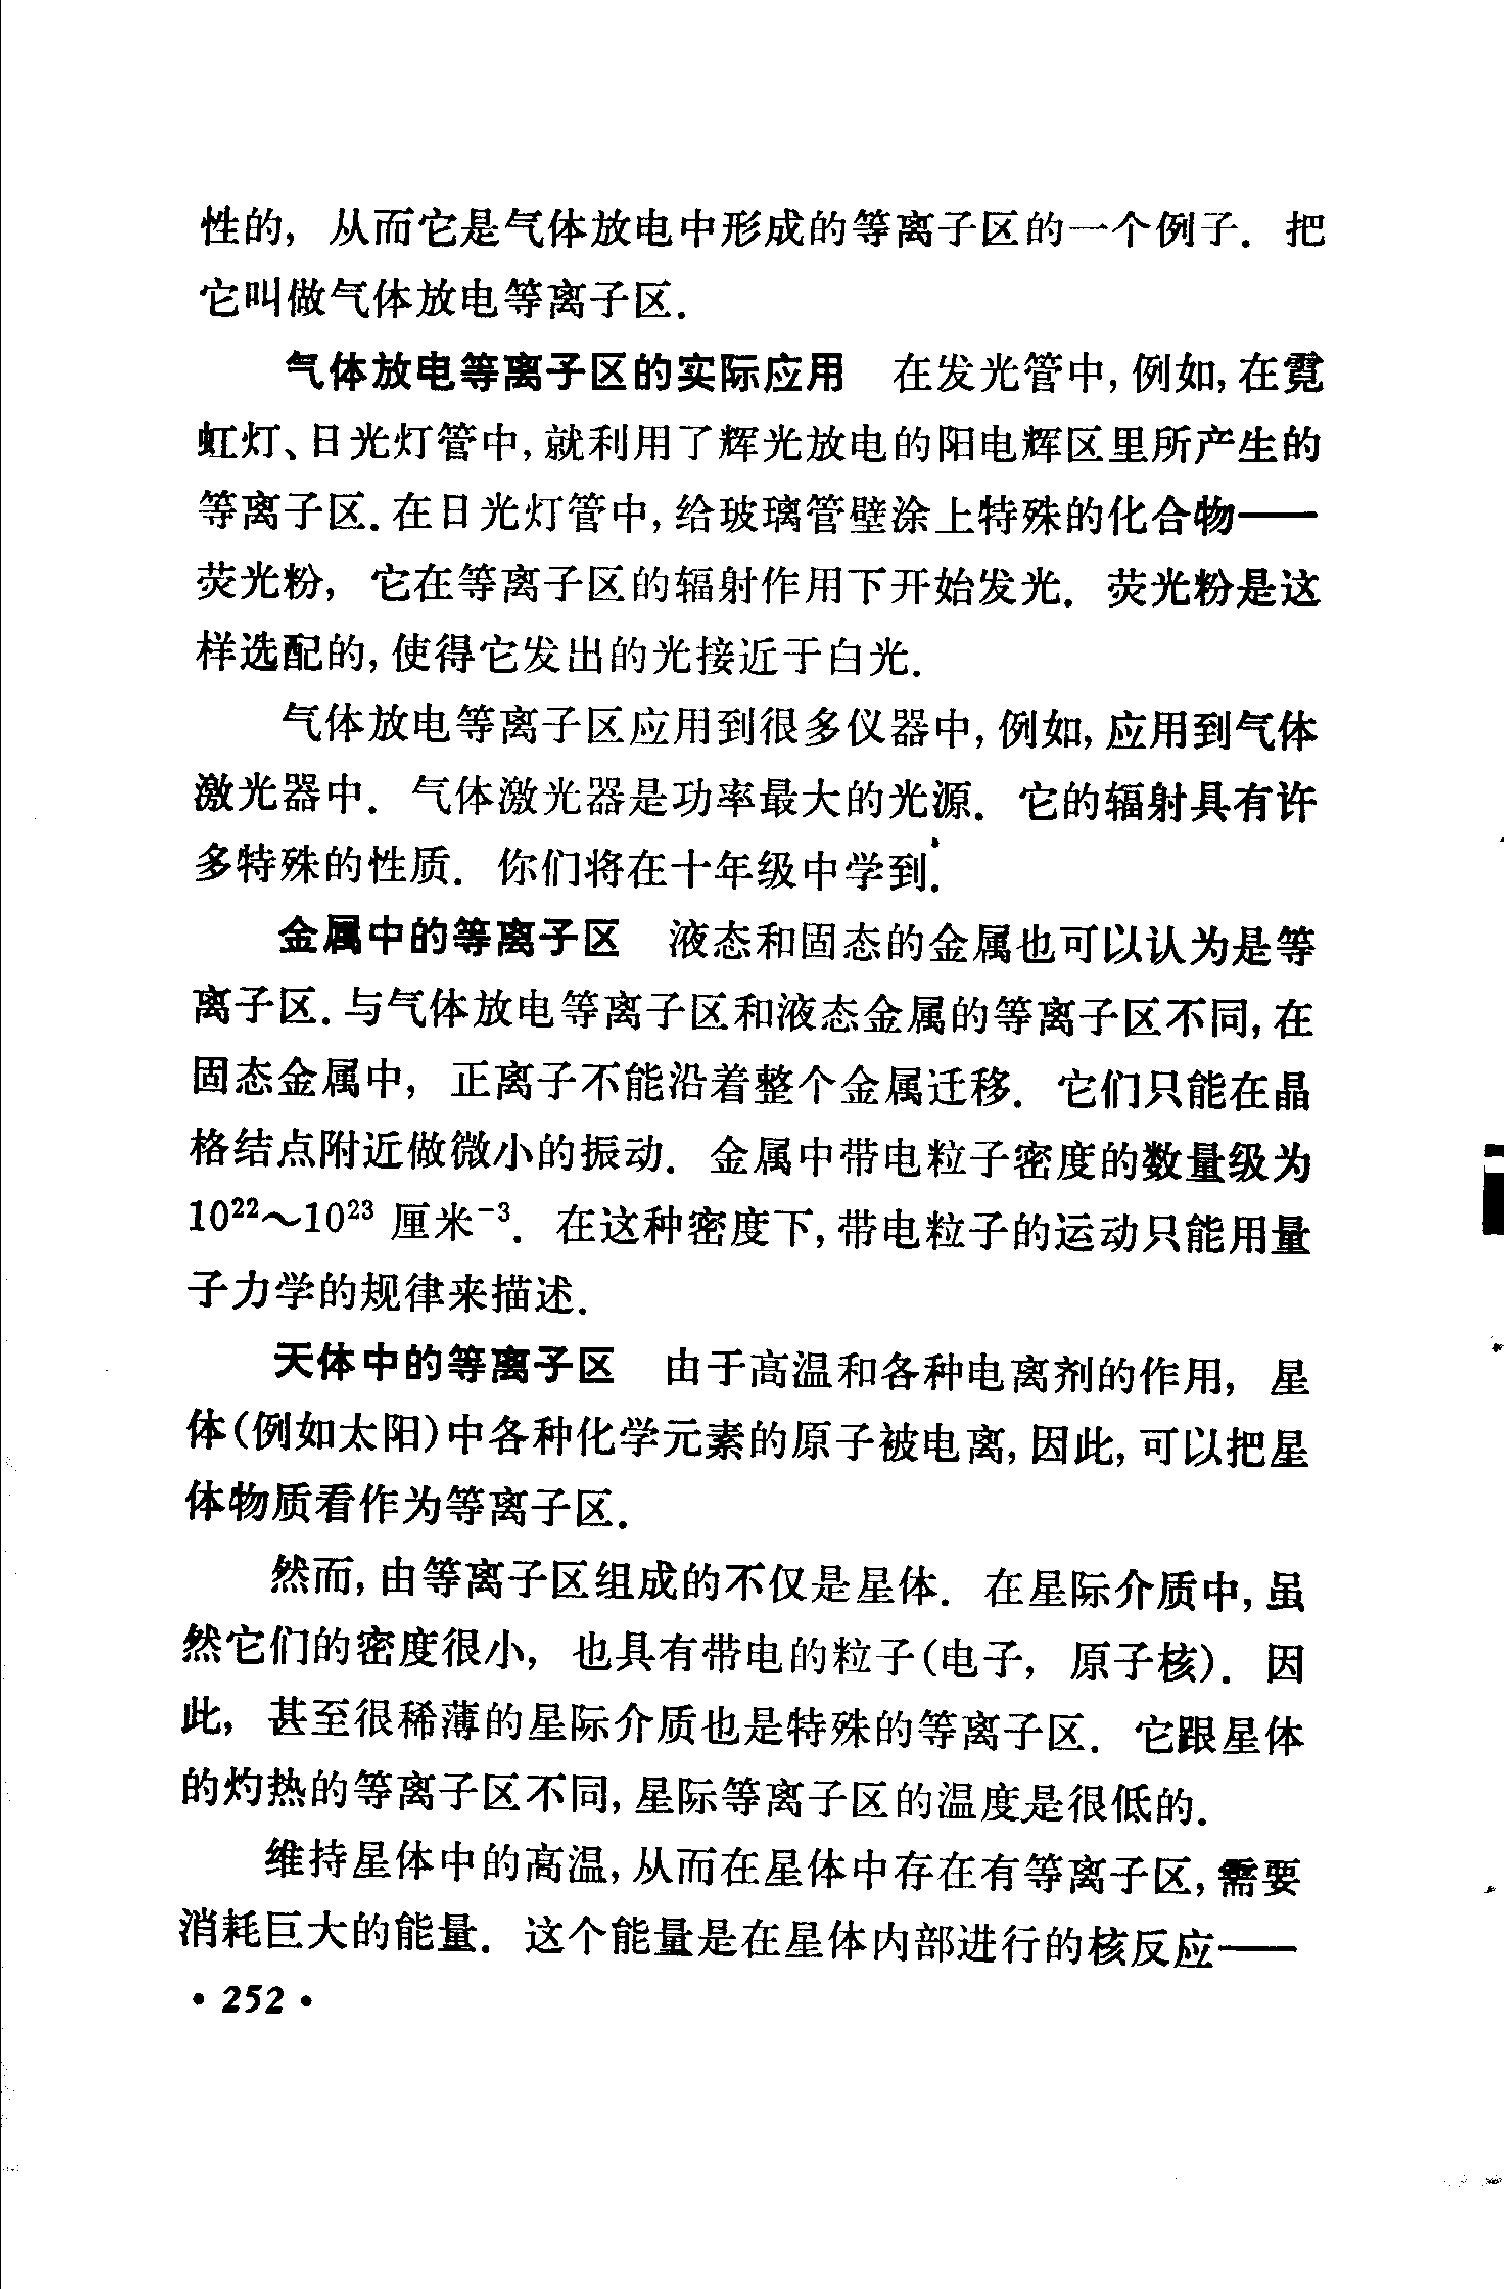 性的，从而它是气体放电中形成的等离子区的一个例子．把
它叫做气体放电等离子区．
气体放电等离子区的实际应用　在发光管中，例如，在霓
虹灯、日光灯管中，就利用了辉光放电的阳电辉区里所产生的
等离子区．在日光灯管中，给玻璃管壁涂上特殊的化合物——
荧光粉，它在等离子区的辐射作用下开始发光．荧光粉是这
样选配的，使得它发出的光接近于白光．
气体放电等离子区应用到很多仪器中，例如，应用到气体
激光器中．气体激光器是功率最大的光源．它的辐射具有许
多特殊的性质．你们将在十年级中学到．
金属中的等离子区　液态和固态的金属也可以认为是等
离子区．与气体放电等离子区和液态金属的等离子区不同，在
固态金属中，正离子不能沿着整个金属迁移．它们只能在晶
格结点附近做微小的振动．金属中带电粒子密度的数量级为
10²²～10²³ 厘米⁻³．在这种密度下，带电粒子的运动只能用量
子力学的规律来描述．
天体中的等离子区　由于高温和各种电离剂的作用，星
体(例如太阳)中各种化学元素的原子被电离，因此，可以把星
体物质看作为等离子区．
然而，由等离子区组成的不仅是星体．在星际介质中，虽
然它们的密度很小，也具有带电的粒子(电子，原子核)．因
此，甚至很稀薄的星际介质也是特殊的等离子区．它跟星体
的灼热的等离子区不同，星际等离子区的温度是很低的．
维持星体中的高温，从而在星体中存在有等离子区，需要
消耗巨大的能量．这个能量是在星体内部进行的核反应——
• 252 •